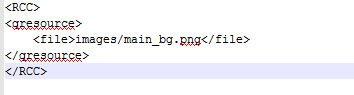 <RCC>
<qresource>
<file>images/main_bg.png</file>
</qresource>
</RCC>